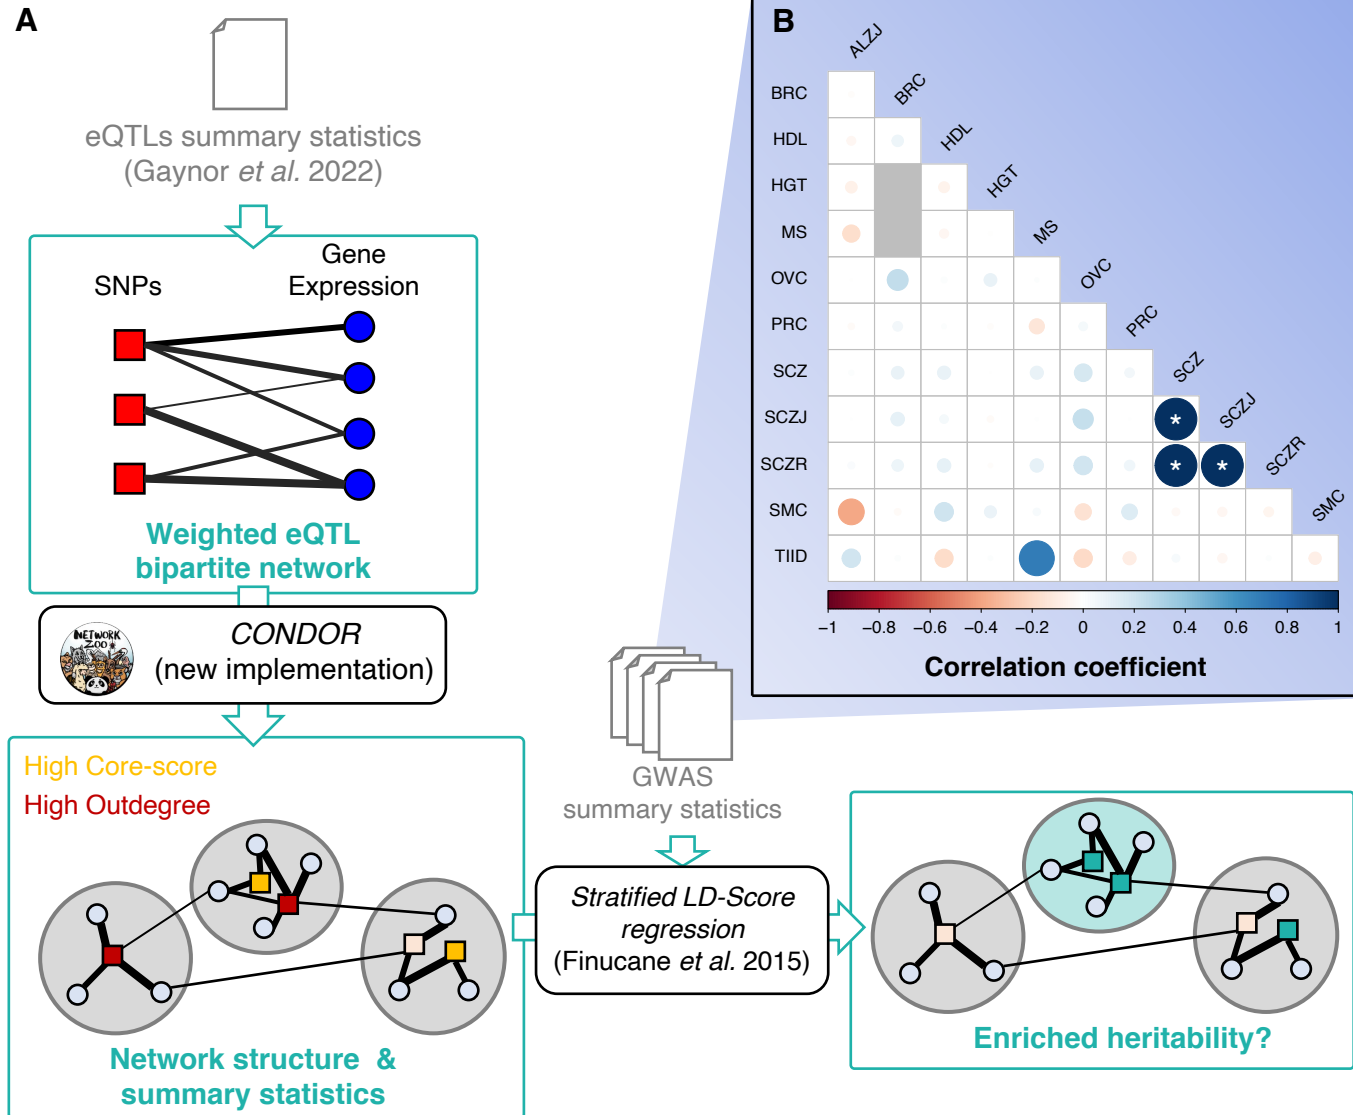 A
eQTLs summary statistics
(Gaynor et al. 2022)
SNPs
Gene
Expression
Weighted eQTL
bipartite network
NETWORK
ZOO
CONDOR
(new implementation)
High Core-score
High Outdegree
Network structure &
summary statistics
GWAS
summary statistics
Stratified LD-Score
regression
(Finucane et al. 2015)
Enriched heritability?
B
ALZJ
BRC
BRC
HDL
HDL
HGT
HGT
MS
MS
OVC
OVC
PRC
PRC
SCZ
SCZ
SCZJ
*
SCZJ
SCZR
*
*
SCZR
SMC
SMC
TIID
−1 −0.8 −0.6 −0.4 −0.2 0 0.2 0.4 0.6 0.8 1
Correlation coefficient